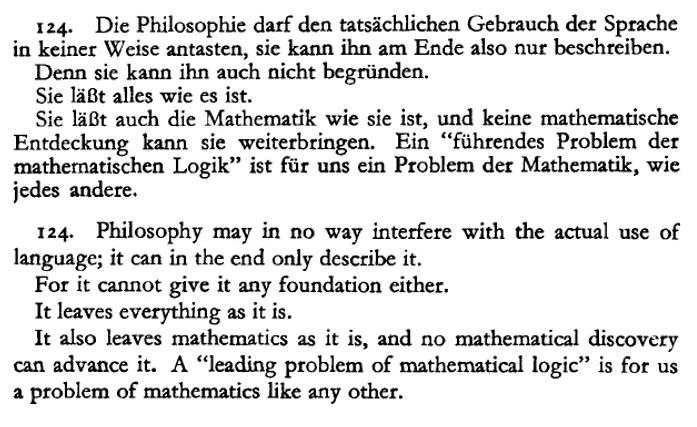 124. Die Philosophie darf den tatsächlichen Gebrauch der Sprache
in keiner Weise antasten, sie kann ihn am Ende also nur beschreiben.
Denn sie kann ihn auch nicht begründen.
Sie läßt alles wie es ist.
Sie läßt auch die Mathematik wie sie ist, und keine mathematische
Entdeckung kann sie weiterbringen. Ein “führendes Problem der
mathematischen Logik” ist für uns ein Problem der Mathematik, wie
jedes andere.
124. Philosophy may in no way interfere with the actual use of
language; it can in the end only describe it.
For it cannot give it any foundation either.
It leaves everything as it is.
It also leaves mathematics as it is, and no mathematical discovery
can advance it. A “leading problem of mathematical logic” is for us
a problem of mathematics like any other.